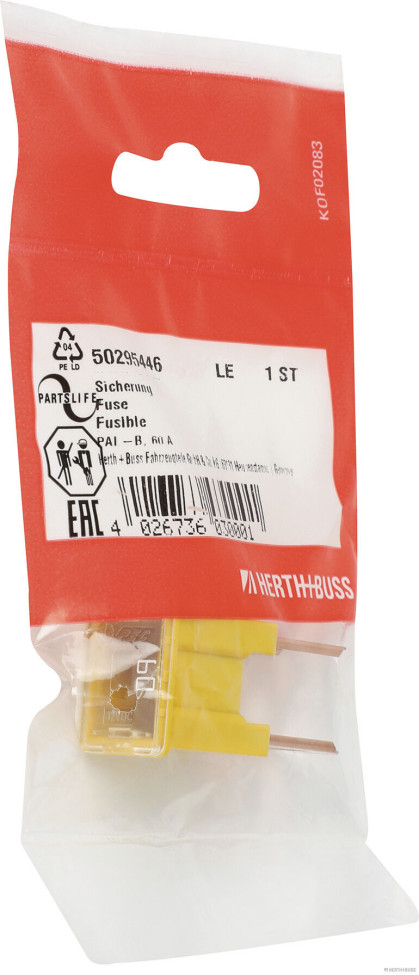 KOF02083
04
PE LD
50295446 LE 1 ST
PARTSLIFE
Sicherung
Fuse
Fusible
PAL-B, 60 A
EAC
4 026736 030001
HERTH+BUSS
60